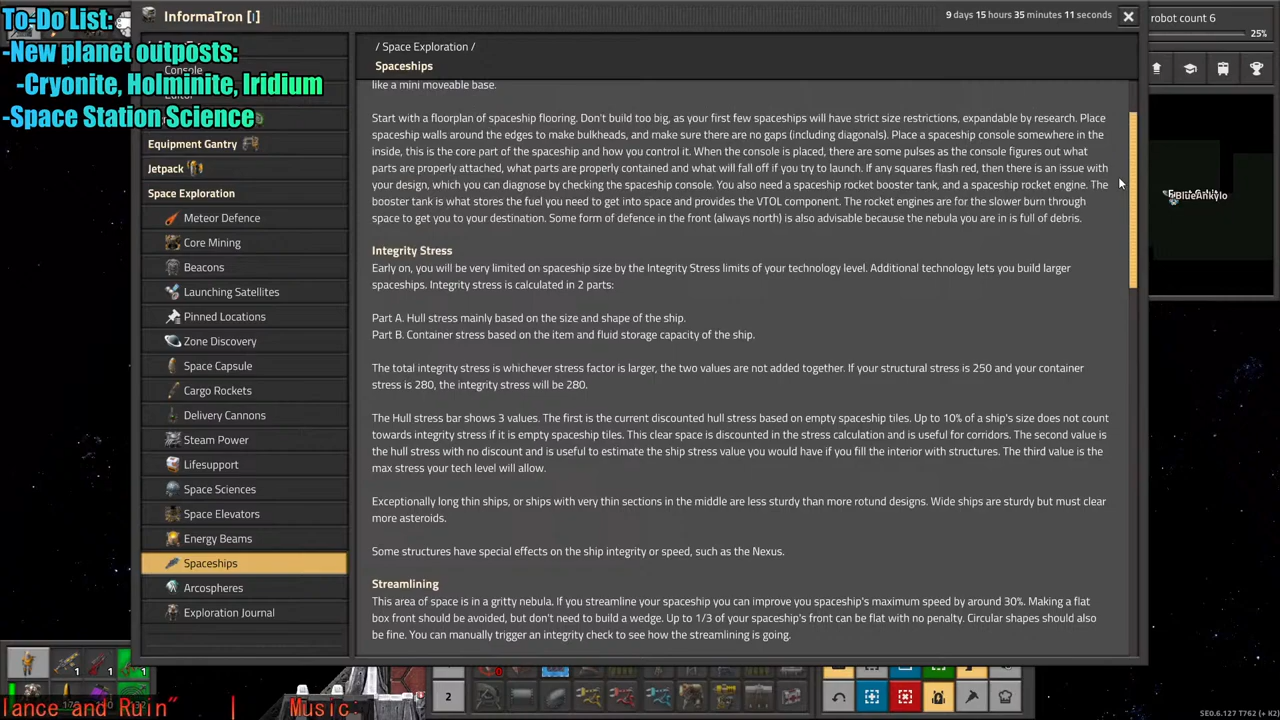 To-Do List:
-New planet outposts:
-Cryonite, Holminite, Iridium
-Space Station Science
InformaTron [i]
9 days 15 hours 35 minutes 11 seconds
robot count 6
25%
Console
Equipment Gantry
Jetpack
Space Exploration
Meteor Defence
Core Mining
Beacons
Launching Satellites
Pinned Locations
Zone Discovery
Space Capsule
Cargo Rockets
Delivery Cannons
Steam Power
Lifesupport
Space Sciences
Space Elevators
Energy Beams
Spaceships
Arcospheres
Exploration Journal
/ Space Exploration /
Spaceships
like a mini moveable base.
Start with a floorplan of spaceship flooring. Don't build too big, as your first few spaceships will have strict size restrictions, expandable by research. Place
spaceship walls around the edges to make bulkheads, and make sure there are no gaps (including diagonals). Place a spaceship console somewhere in the
inside, this is the core part of the spaceship and how you control it. When the console is placed, there are some pulses as the console figures out what
parts are properly attached, what parts are properly contained and what will fall off if you try to launch. If any squares flash red, then there is an issue with
your design, which you can diagnose by checking the spaceship console. You also need a spaceship rocket booster tank, and a spaceship rocket engine. The
booster tank is what stores the fuel you need to get into space and provides the VTOL component. The rocket engines are for the slower burn through
space to get you to your destination. Some form of defence in the front (always north) is also advisable because the nebula you are in is full of debris.
Integrity Stress
Early on, you will be very limited on spaceship size by the Integrity Stress limits of your technology level. Additional technology lets you build larger
spaceships. Integrity stress is calculated in 2 parts:
Part A. Hull stress mainly based on the size and shape of the ship.
Part B. Container stress based on the item and fluid storage capacity of the ship.
The total integrity stress is whichever stress factor is larger, the two values are not added together. If your structural stress is 250 and your container
stress is 280, the integrity stress will be 280.
The Hull stress bar shows 3 values. The first is the current discounted hull stress based on empty spaceship tiles. Up to 10% of a ship's size does not count
towards integrity stress if it is empty spaceship tiles. This clear space is discounted in the stress calculation and is useful for corridors. The second value is
the hull stress with no discount and is useful to estimate the ship stress value you would have if you fill the interior with structures. The third value is the
max stress your tech level will allow.
Exceptionally long thin ships, or ships with very thin sections in the middle are less sturdy than more rotund designs. Wide ships are sturdy but must clear
more asteroids.
Some structures have special effects on the ship integrity or speed, such as the Nexus.
Streamlining
This area of space is in a gritty nebula. If you streamline your spaceship you can improve you spaceship's maximum speed by around 30%. Making a flat
box front should be avoided, but don't need to build a wedge. Up to 1/3 of your spaceship's front can be flat with no penalty. Circular shapes should also
be fine. You can manually trigger an integrity check to see how the streamlining is going.
2
lance and Ruin" | Music:
SE0.6.127 T762 (+ K2)